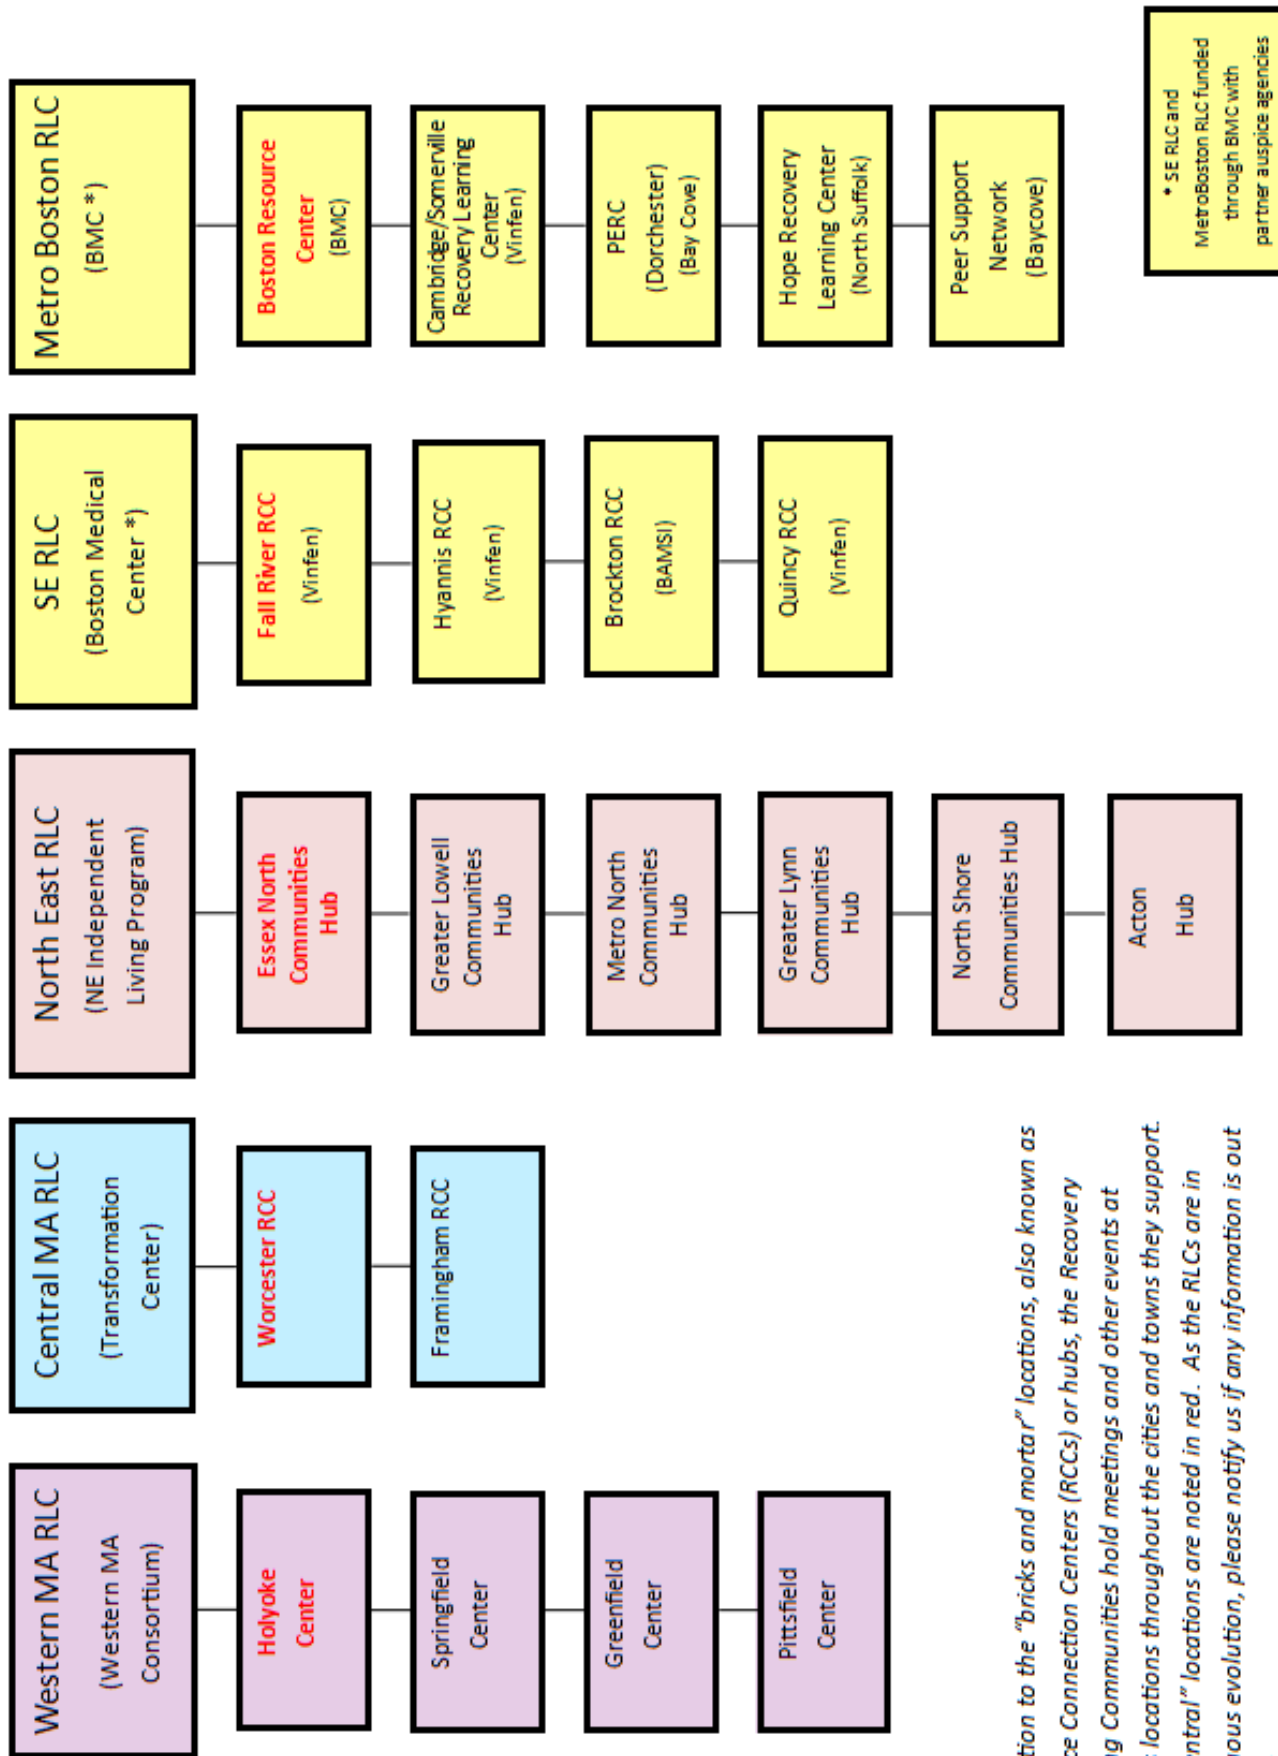 Western MA RLC
(Western MA
Consortium)
Holyoke
Center
Springfield
Center
Greenfield
Center
Pittsfield
Center
Central MA RLC
(Transformation
Center)
Worcester RCC
Framingham RCC
North East RLC
(NE Independent
Living Program)
Essex North
Communities
Hub
Greater Lowell
Communities
Hub
Metro North
Communities
Hub
Greater Lynn
Communities
Hub
North Shore
Communities Hub
Acton
Hub
SE RLC
(Boston Medical
Center *)
Fall River RCC
(Vinfen)
Hyannis RCC
(Vinfen)
Brockton RCC
(BAMSI)
Quincy RCC
(Vinfen)
Metro Boston RLC
(BMC *)
Boston Resource
Center
(BMC)
Cambridge/Somerville
Recovery Learning
Center
(Vinfen)
PERC
(Dorchester)
(Bay Cove)
Hope Recovery
Learning Center
(North Suffolk)
Peer Support
Network
(Baycove)
tion to the "bricks and mortar" locations, also known as
ce Connection Centers (RCCs) or hubs, the Recovery
ng Communities hold meetings and other events at
locations throughout the cities and towns they support.
ntral" locations are noted in red. As the RLCs are in
uous evolution, please notify us if any information is out
* SE RLC and
MetroBoston RLC funded
through BMC with
partner auspice agencies